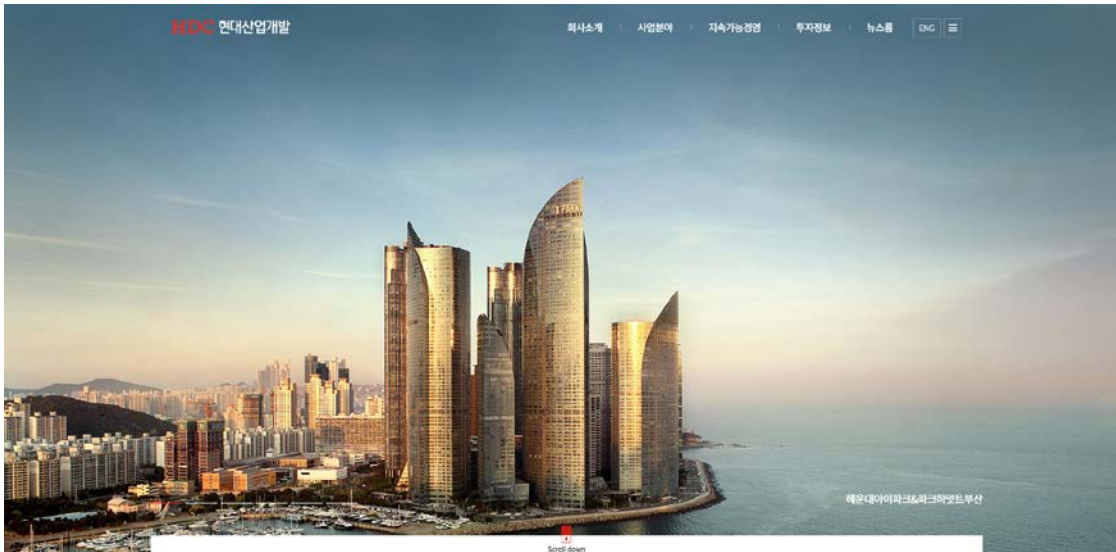 HDC 현대산업개발
회사소개 사업분야 지속가능경영 투자정보 뉴스룸 ENG
I PARK
해운대아이파크&파크하얏트부산
Scroll down